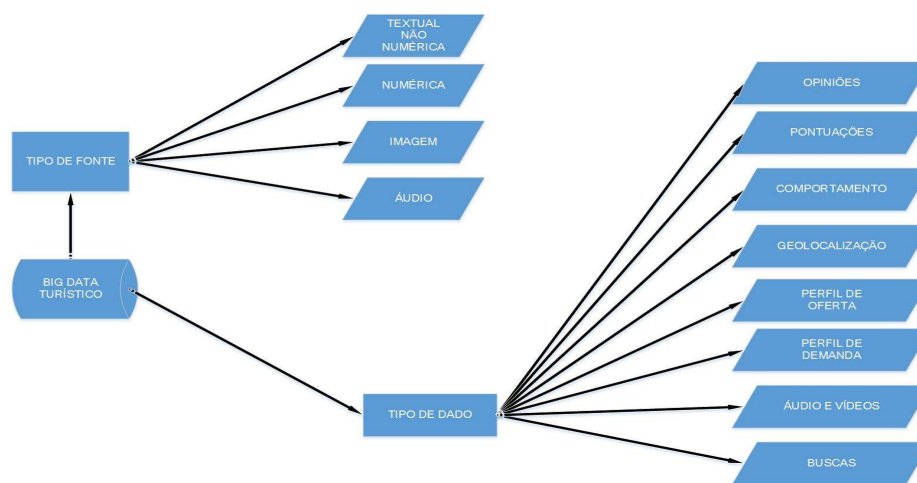 TEXTUAL
NÃO
NUMÉRICA
NUMÉRICA
IMAGEM
ÁUDIO
TIPO DE FONTE
BIG DATA
TURÍSTICO
TIPO DE DADO
OPINIÕES
PONTUAÇÕES
COMPORTAMENTO
GEOLOCALIZAÇÃO
PERFIL DE
OFERTA
PERFIL DE
DEMANDA
ÁUDIO E VÍDEOS
BUSCAS